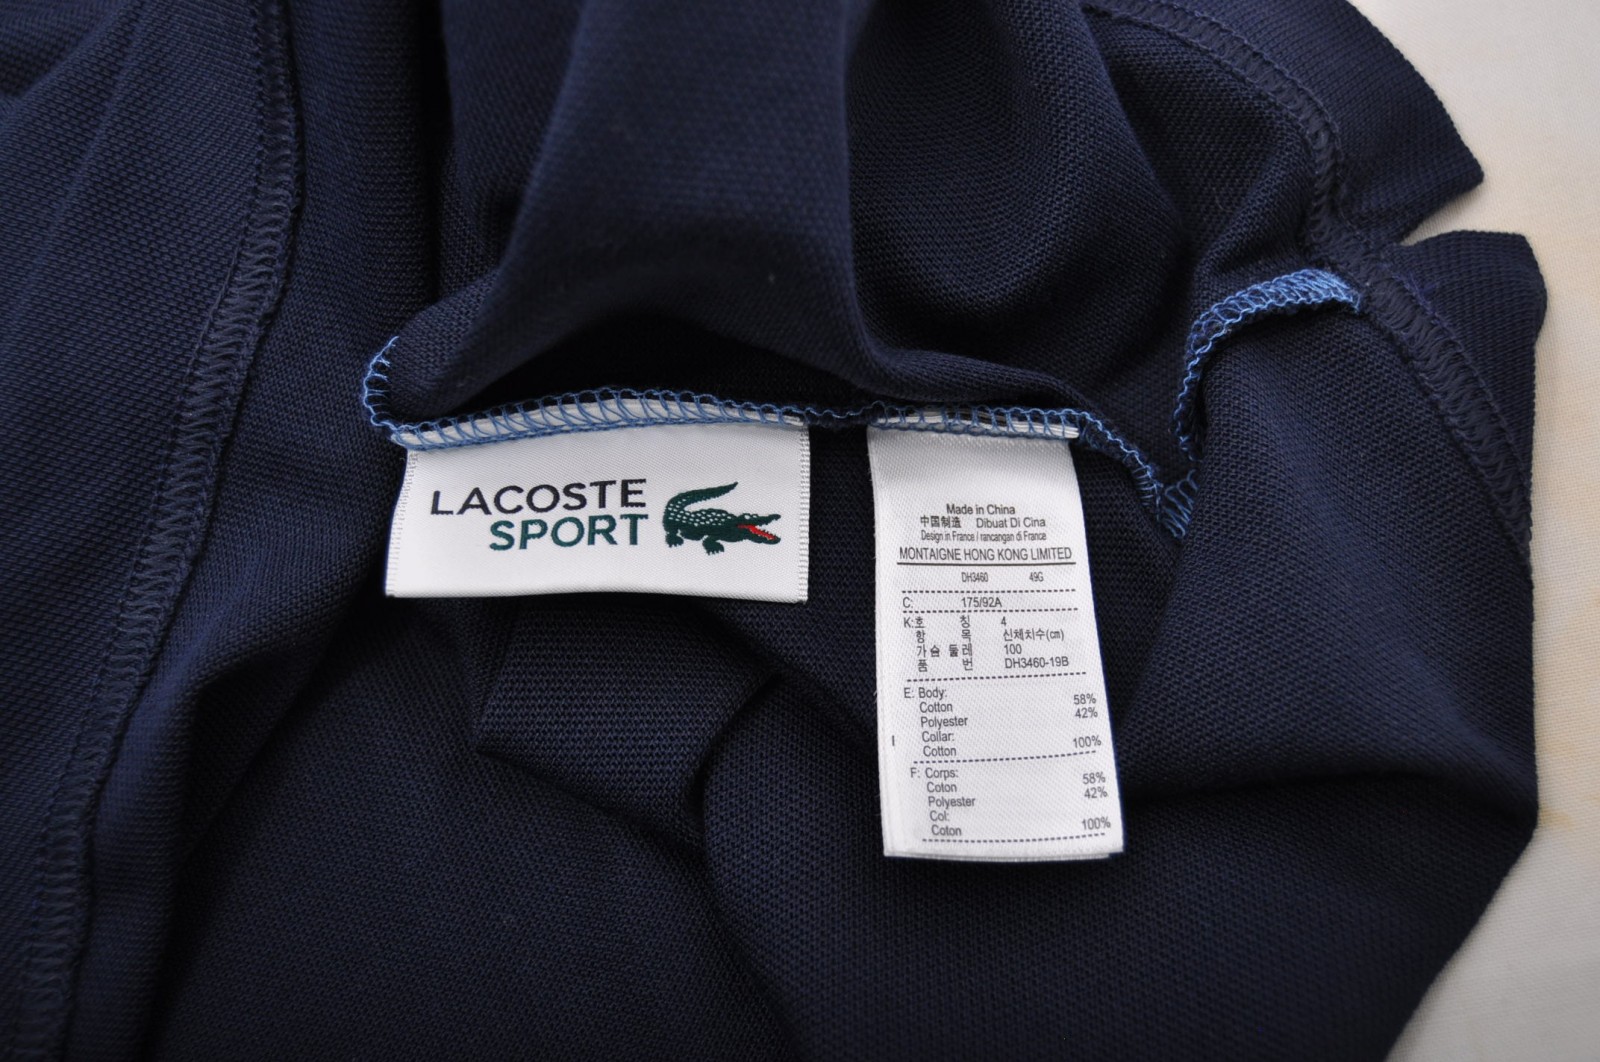 LACOSTE
SPORT
Made in China
中国制造 Dibuat Di Cina
Design in France / rancangan di France
MONTAIGNE HONG KONG LIMITED
DH3460 49G
C: 175/92A
K:호 칭 4
항 목 신체치수(㎝)
가슴 둘레 100
품 번 DH3460-19B
E: Body:
Cotton 58%
Polyester 42%
Collar:
Cotton 100%
F: Corps:
Coton 58%
Polyester 42%
Col:
Coton 100%